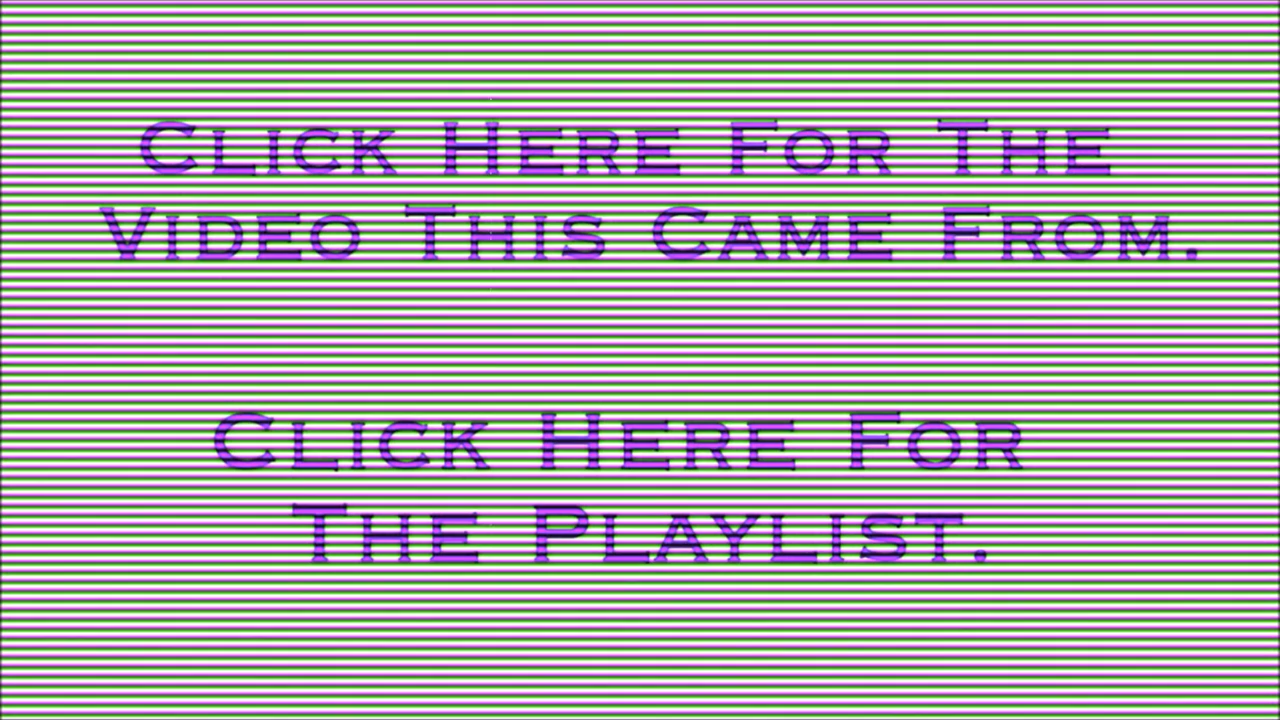 Click Here For The
Video This Came From.
Click Here For
The Playlist.